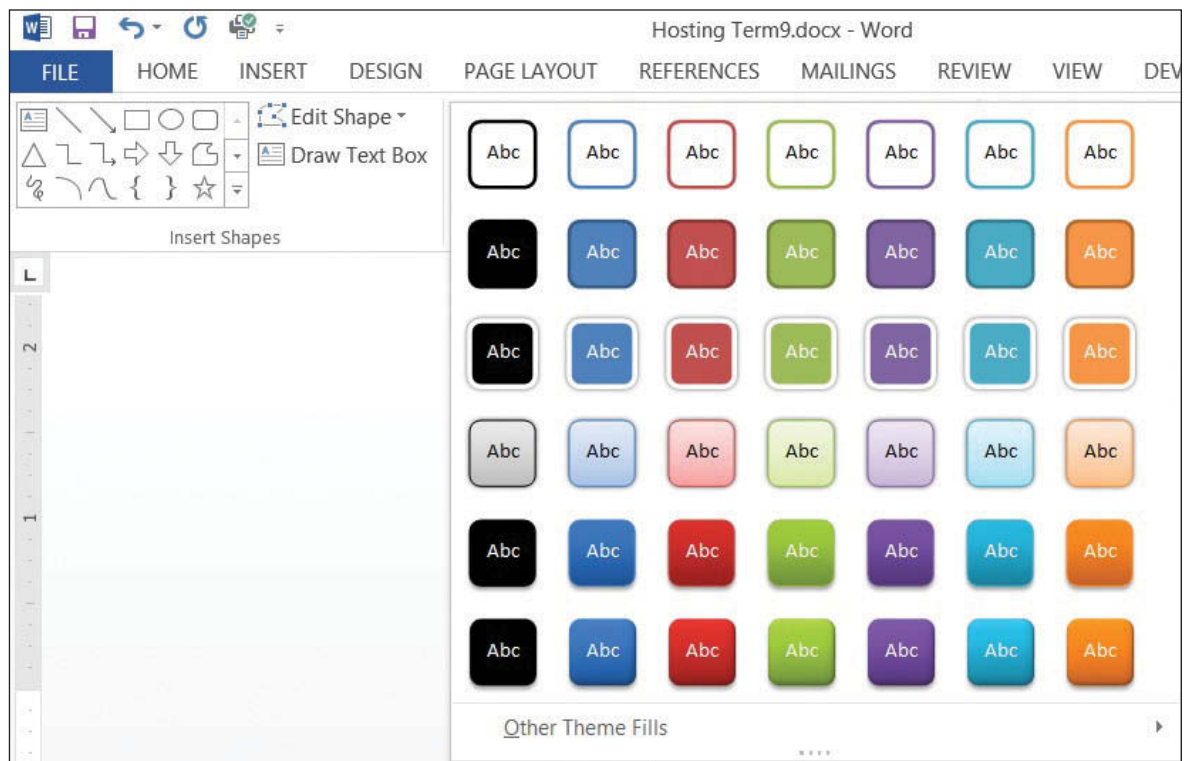 Hosting Term9.docx - Word
FILE HOME INSERT DESIGN PAGE LAYOUT REFERENCES MAILINGS REVIEW VIEW DEV
Edit Shape
Draw Text Box
Insert Shapes
L
2
1
Abc Abc Abc Abc Abc Abc Abc
Abc Abc Abc Abc Abc Abc Abc
Abc Abc Abc Abc Abc Abc Abc
Abc Abc Abc Abc Abc Abc Abc
Abc Abc Abc Abc Abc Abc Abc
Abc Abc Abc Abc Abc Abc Abc
Other Theme Fills